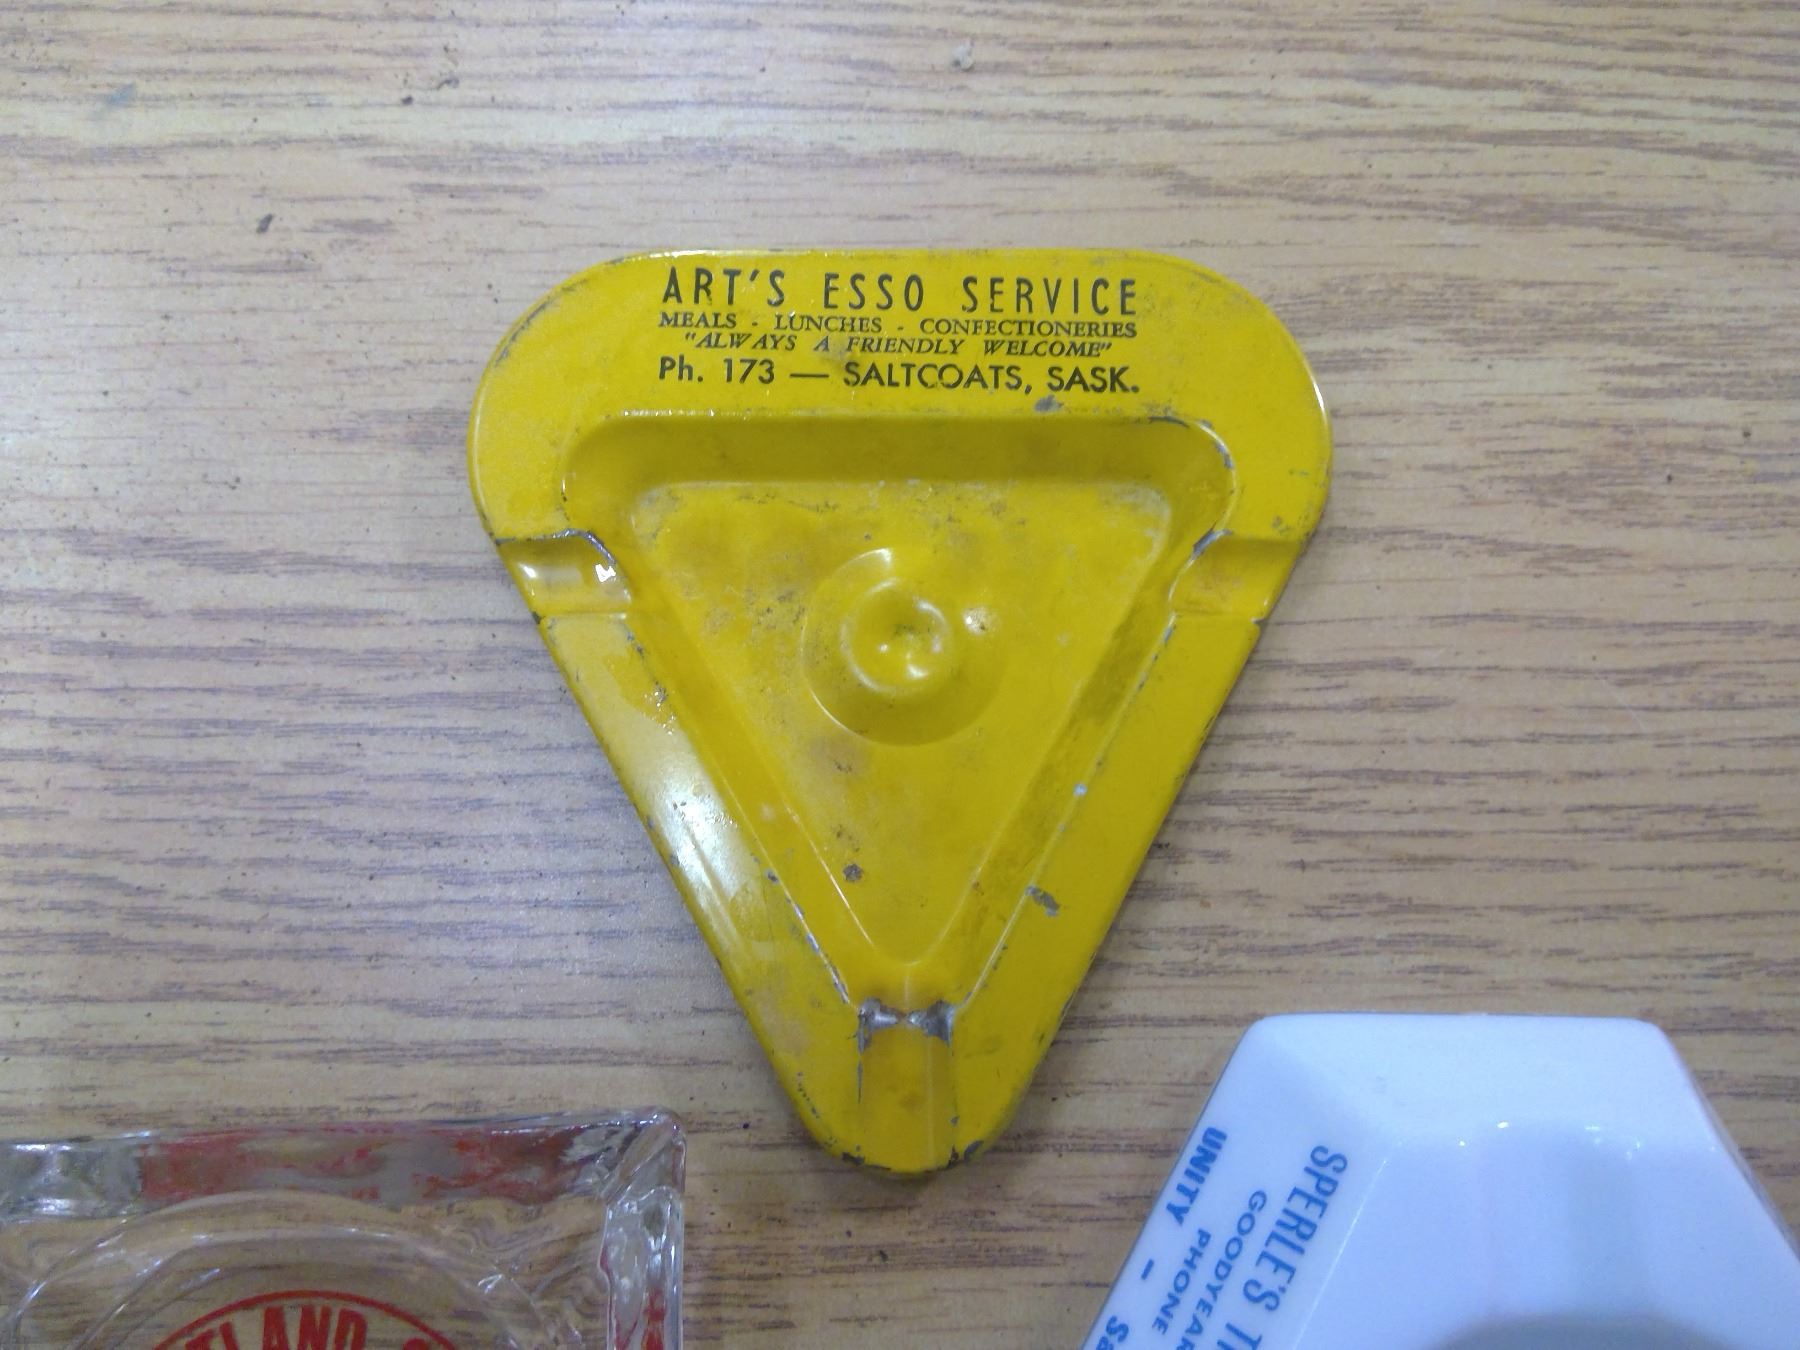 ART'S ESSO SERVICE
MEALS - LUNCHES - CONFECTIONERIES
"ALWAYS A FRIENDLY WELCOME"
Ph. 173 — SALTCOATS, SASK.
SPERLE'S
GOODYEAR
PHONE
UNITY -